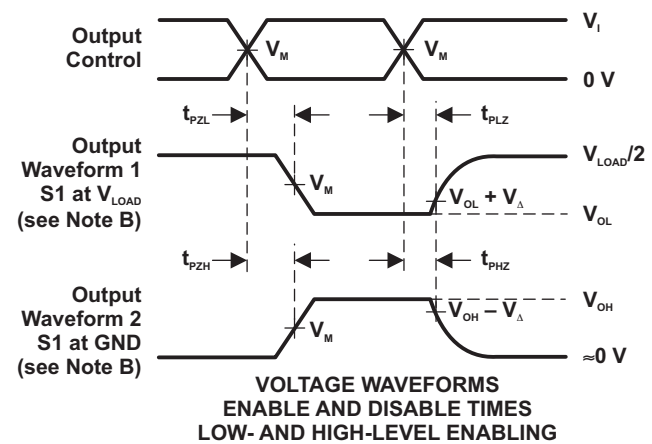 Output
Control
V_I
V_M
V_M
0 V
t_PZL
t_PLZ
Output
Waveform 1
S1 at V_LOAD
(see Note B)
V_LOAD/2
V_M
V_OL + V_Δ
V_OL
t_PZH
t_PHZ
Output
Waveform 2
S1 at GND
(see Note B)
V_OH
V_M
V_OH − V_Δ
≈0 V
VOLTAGE WAVEFORMS
ENABLE AND DISABLE TIMES
LOW- AND HIGH-LEVEL ENABLING